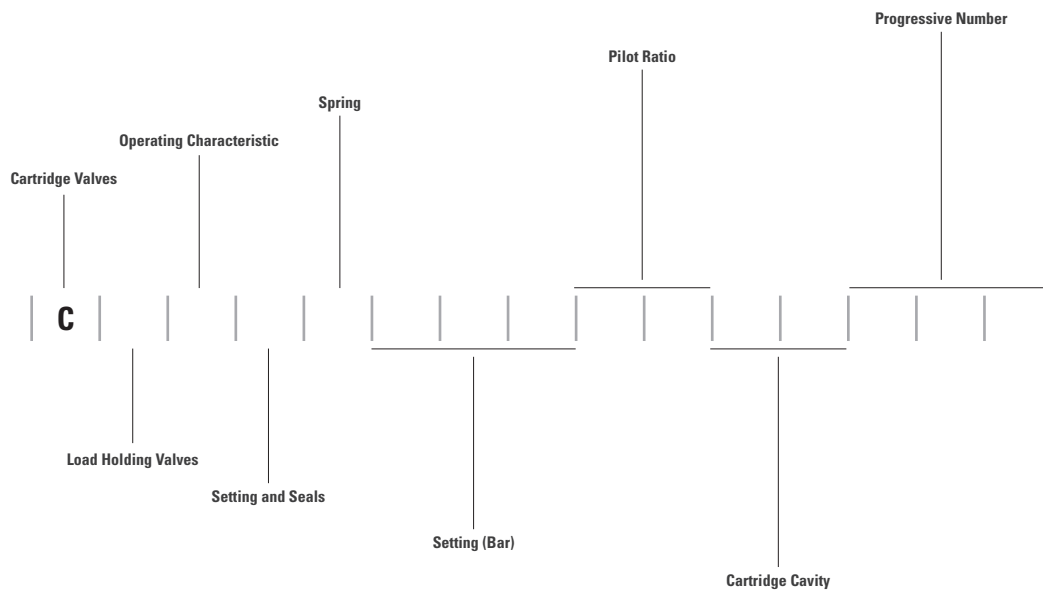 Progressive Number
Pilot Ratio
Spring
Operating Characteristic
Cartridge Valves
C
Load Holding Valves
Setting and Seals
Setting (Bar)
Cartridge Cavity